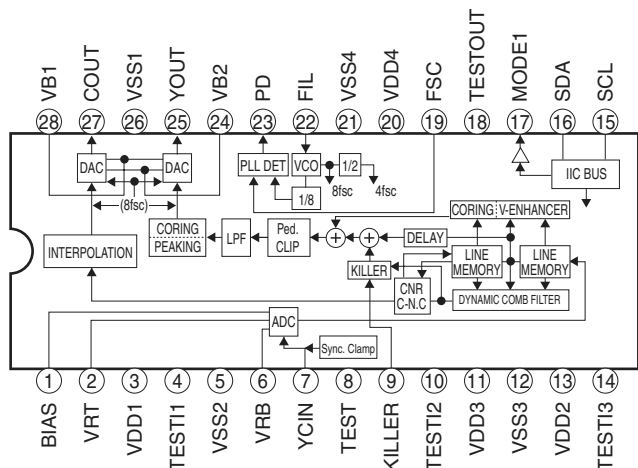 VB1
COUT
VSS1
YOUT
VB2
PD
FIL
VSS4
VDD4
FSC
TESTOUT
MODE1
SDA
SCL
28 27 26 25 24 23 22 21 20 19 18 17 16 15
DAC
DAC
PLL DET
VCO
1/2
IIC BUS
8fsc
4fsc
1/8
(8fsc)
CORING V-ENHANCER
CORING
PEAKING
LPF
Ped.
CLIP
+
+
DELAY
INTERPOLATION
LINE
MEMORY
LINE
MEMORY
KILLER
CNR
C-N.C
DYNAMIC COMB FILTER
ADC
Sync. Clamp
1 2 3 4 5 6 7 8 9 10 11 12 13 14
BIAS
VRT
VDD1
TESTI1
VSS2
VRB
YCIN
TEST
KILLER
TESTI2
VDD3
VSS3
VDD2
TESTI3